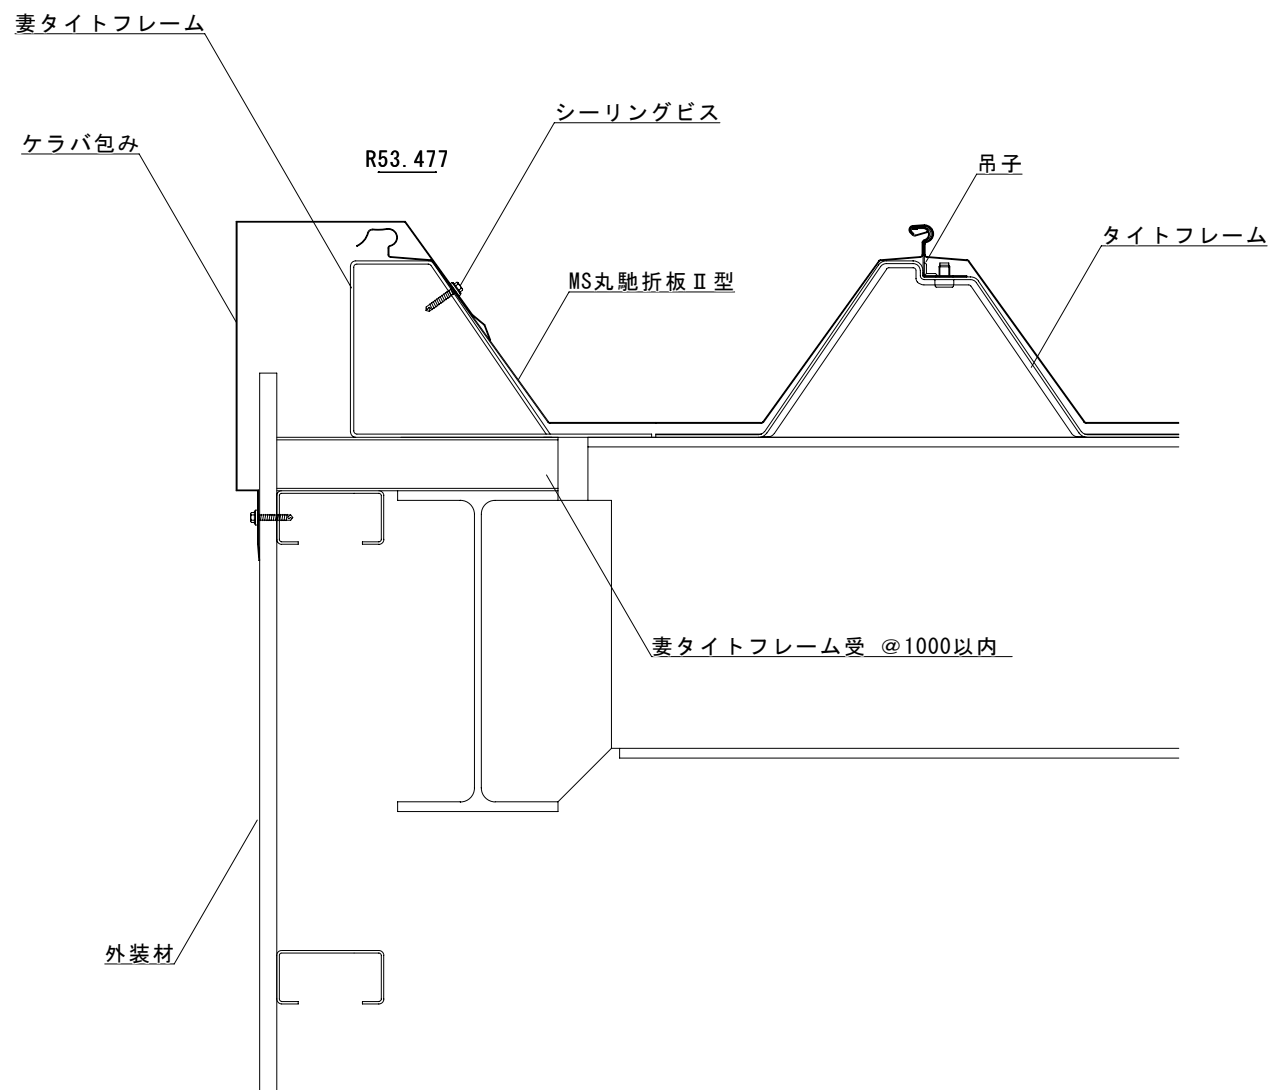 妻タイトフレーム
シーリングビス
ケラバ包み
R53.477
吊子
タイトフレーム
MS丸馳折板Ⅱ型
妻タイトフレーム受 @1000以内
外装材